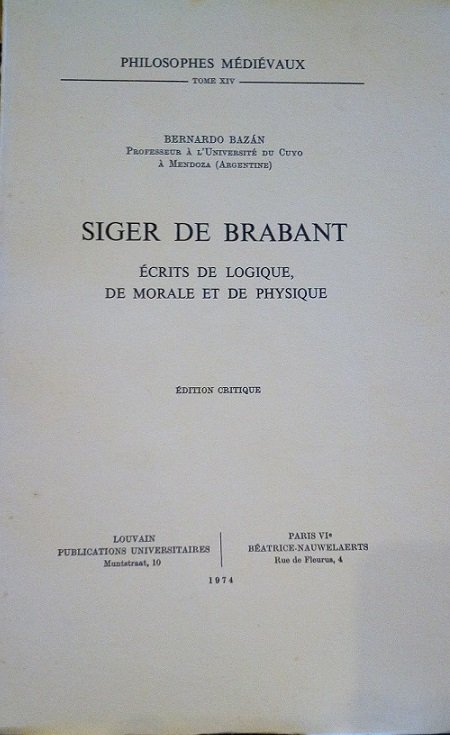 PHILOSOPHES MÉDIÉVAUX
TOME XIV
BERNARDO BAZÁN
PROFESSEUR À L'UNIVERSITÉ DU CUYO
À MENDOZA (ARGENTINE)
SIGER DE BRABANT
ÉCRITS DE LOGIQUE,
DE MORALE ET DE PHYSIQUE
ÉDITION CRITIQUE
LOUVAIN
PUBLICATIONS UNIVERSITAIRES
Muntstraat, 10
PARIS VIe
BÉATRICE-NAUWELAERTS
Rue de Fleurus, 4
1974